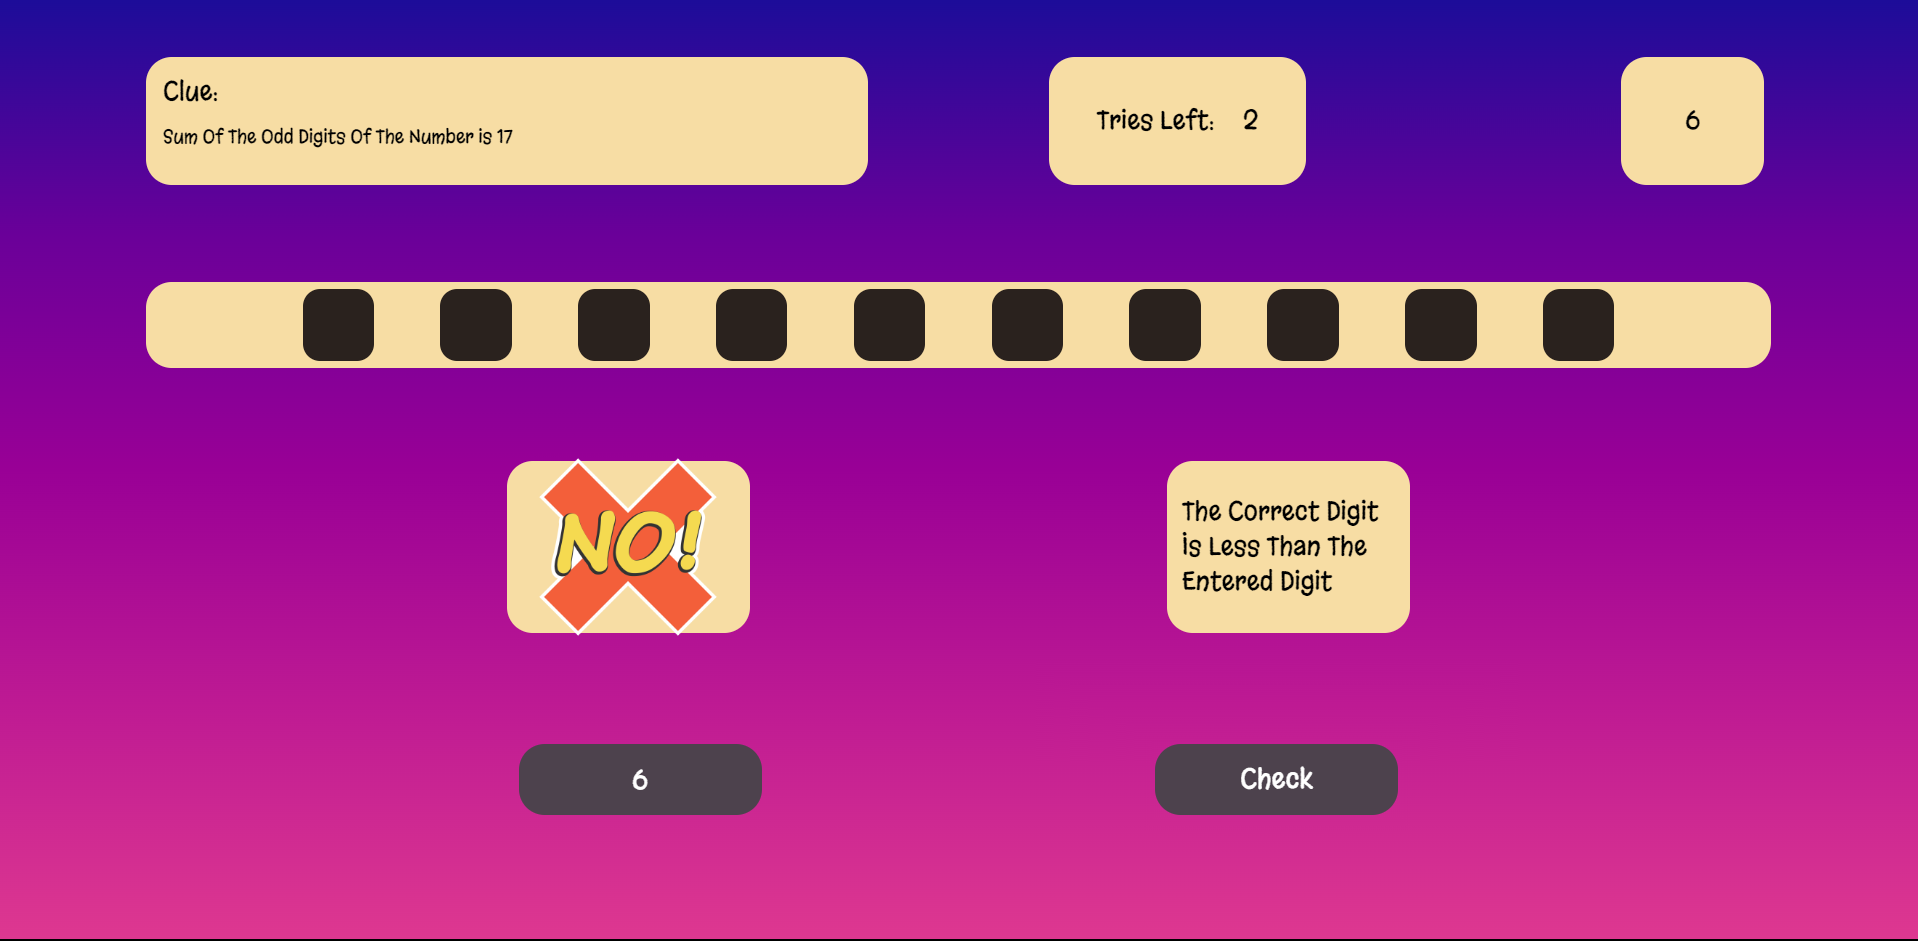 Clue:
Sum Of The Odd Digits Of The Number is 17
Tries Left: 2
6
NO!
The Correct Digit
is Less Than The
Entered Digit
6
Check